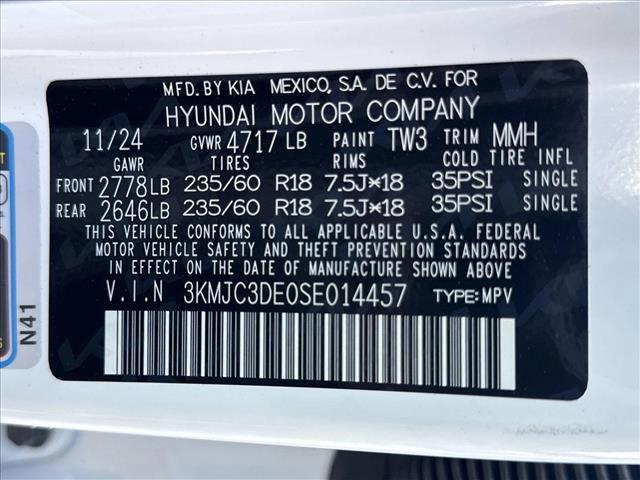 MFD. BY KIA MEXICO, S.A. DE C.V. FOR
HYUNDAI MOTOR COMPANY
11/24 GVWR 4717 LB PAINT TW3 TRIM MMH
GAWR TIRES RIMS COLD TIRE INFL
FRONT 2778LB 235/60 R18 7.5J×18 35PSI SINGLE
REAR 2646LB 235/60 R18 7.5J×18 35PSI SINGLE
THIS VEHICLE CONFORMS TO ALL APPLICABLE U.S.A. FEDERAL
MOTOR VEHICLE SAFETY AND THEFT PREVENTION STANDARDS
IN EFFECT ON THE DATE OF MANUFACTURE SHOWN ABOVE.
V.I.N 3KMJC3DE0SE014457 TYPE: MPV
N41